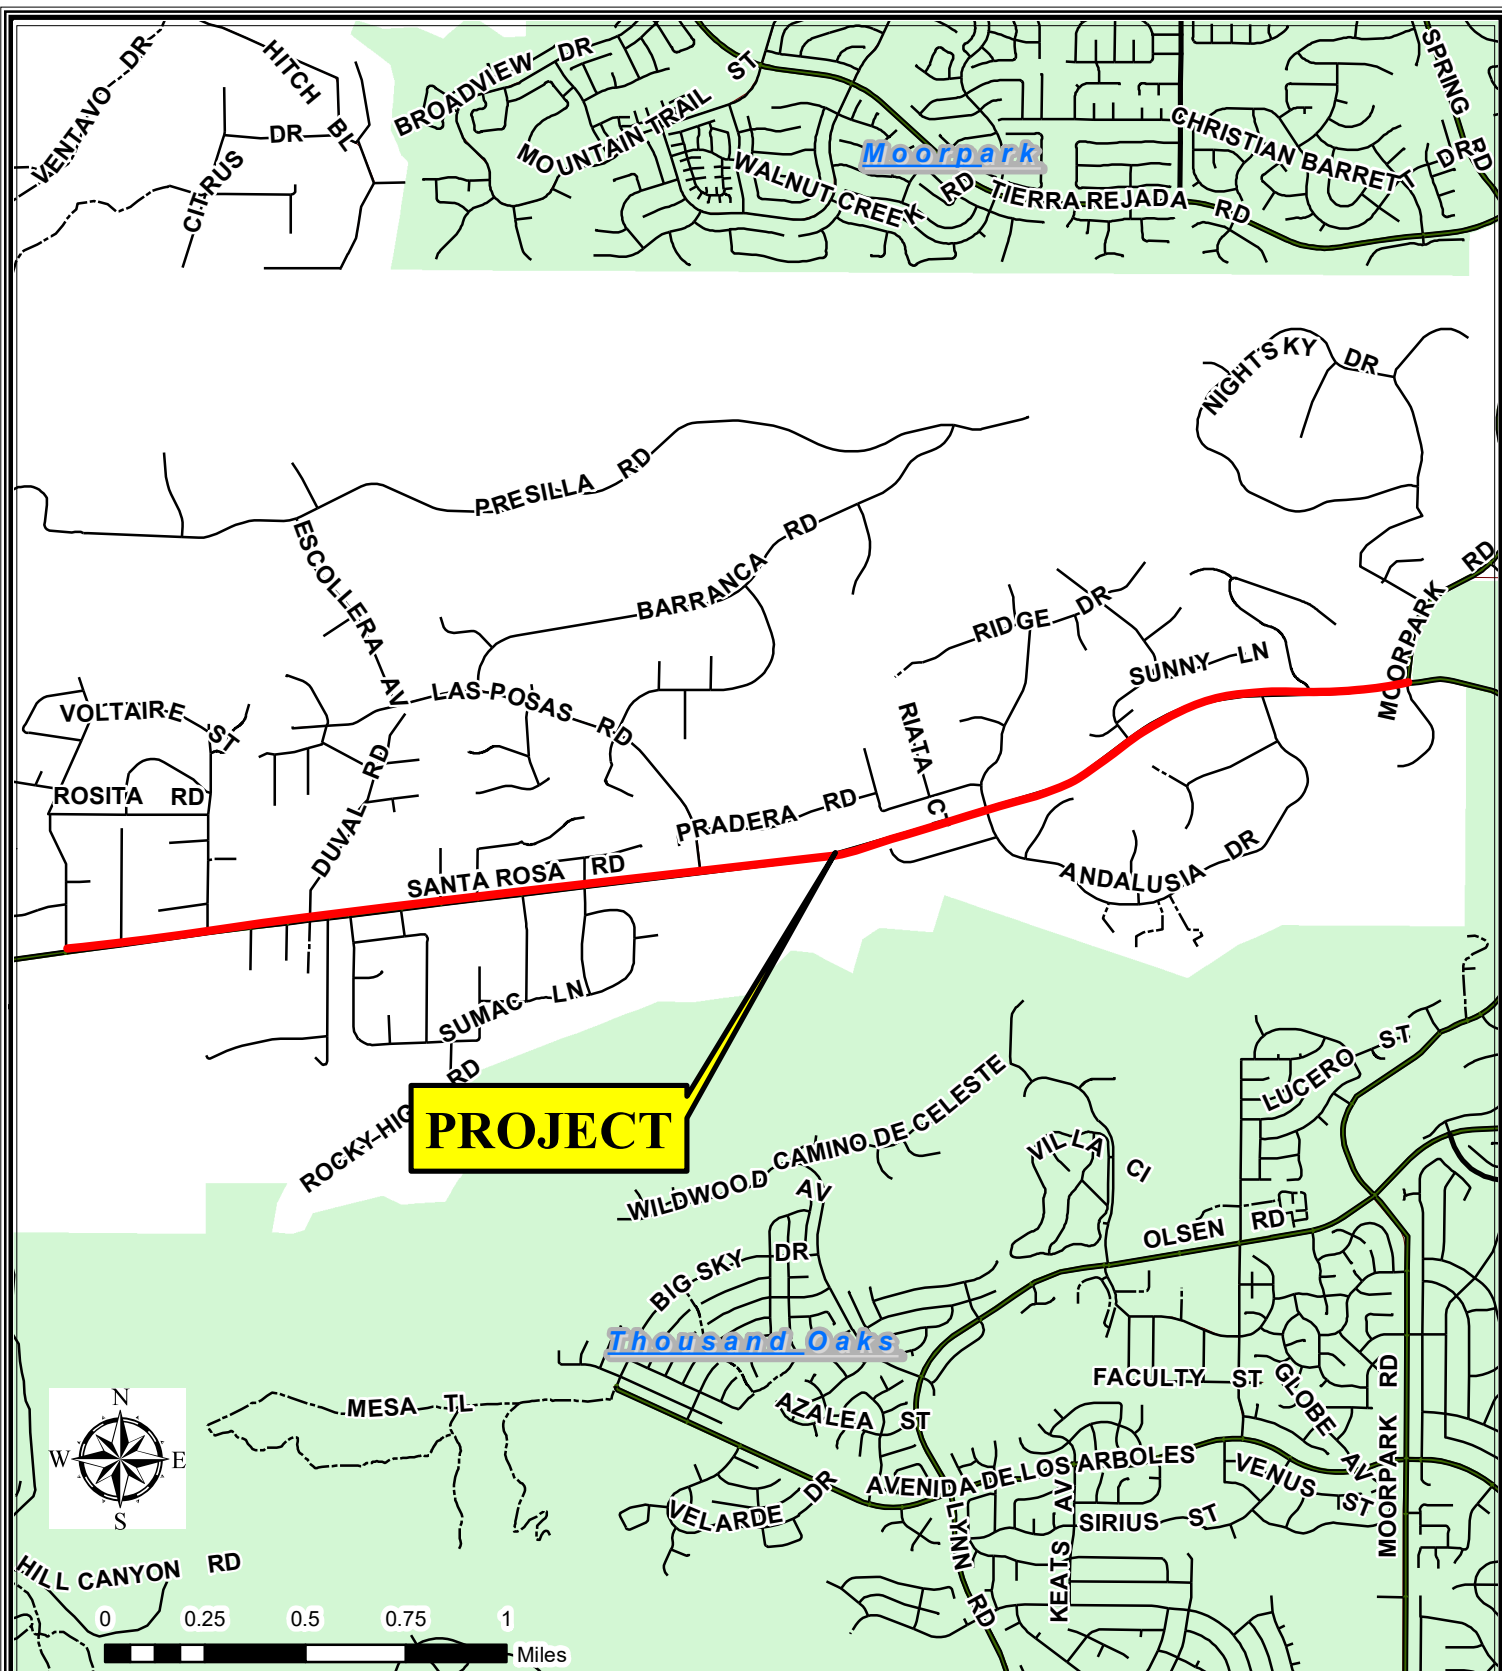 VENTAVO DR
HITCH BL
CITRUS DR
BROADVIEW DR
MOUNTAIN TRAIL ST
WALNUT CREEK RD
Moorpark
TIERRA REJADA RD
CHRISTIAN BARRETT DR
SPRING RD
NIGHTSKY DR
PRESILLA RD
ESCOLLERA AV
BARRANCA RD
RIDGE DR
SUNNY LN
MOORPARK RD
VOLTAIRE ST
LAS POSAS RD
RIATA C
ROSITA RD
DUVAL RD
PRADERA RD
SANTA ROSA RD
ANDALUSIA DR
SUMAC LN
ROCKY HIG RD
PROJECT
WILDWOOD AV
CAMINO DE CELESTE
VILLA CI
LUCERO ST
OLSEN RD
BIG SKY DR
Thousand Oaks
MESA TL
AZALEA ST
FACULTY ST
GLOBE AV
MOORPARK RD
AVENIDA DE LOS ARBOLES
VENUS ST
VELARDE DR
LYNN RD
KEATS AV
SIRIUS ST
HILL CANYON RD
N
W E
S
0 0.25 0.5 0.75 1
Miles